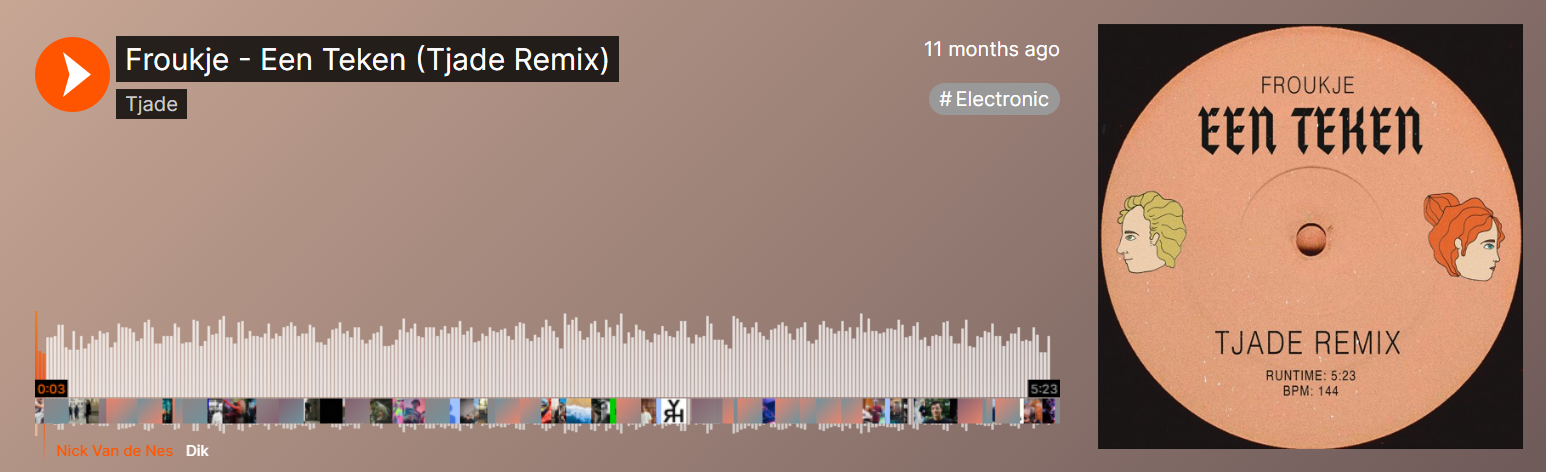 Froukje - Een Teken (Tjade Remix)
Tjade
11 months ago
# Electronic
0:03
5:23
Nick Van de Nes Dik
FROUKJE
EEN TEKEN
TJADE REMIX
RUNTIME: 5:23
BPM: 144